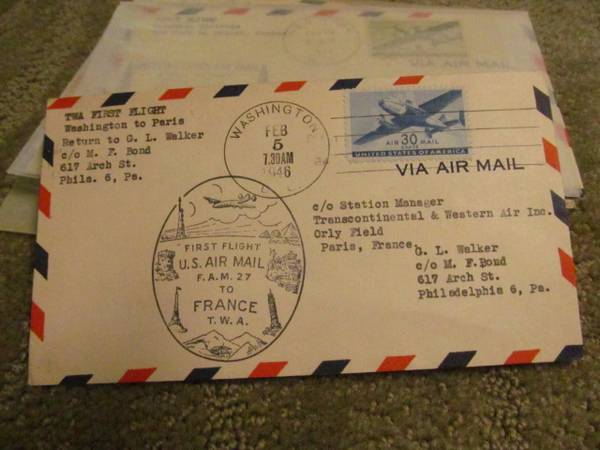 VIA AIR MAIL
TWA FIRST FLIGHT
Washington to Paris
Return to G. L. Walker
c/o M. F. Bond
617 Arch St.
Phila. 6, Pa.
WASHINGTON
FEB
5
7.30AM
1946
AIR 30 MAIL
UNITED STATES OF AMERICA
VIA AIR MAIL
c/o Station Manager
Transcontinental & Western Air Inc.
Orly Field
Paris, France
G. L. Walker
c/o M. F. Bond
617 Arch St.
Philadelphia 6, Pa.
FIRST FLIGHT
U.S. AIR MAIL
F.A.M. 27
TO
FRANCE
T.W.A.